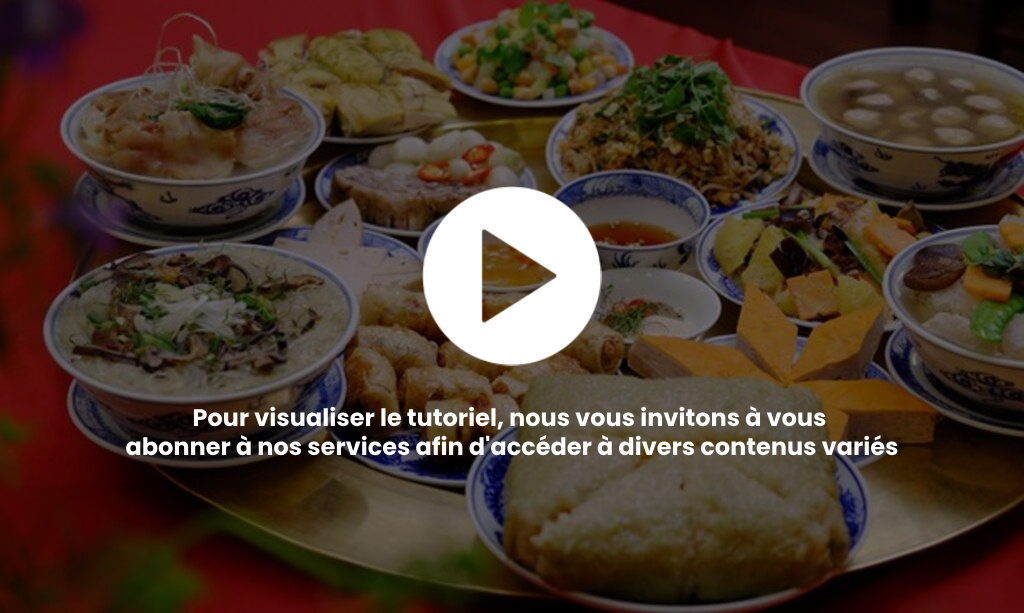 Pour visualiser le tutoriel, nous vous invitons à vous
abonner à nos services afin d'accéder à divers contenus variés